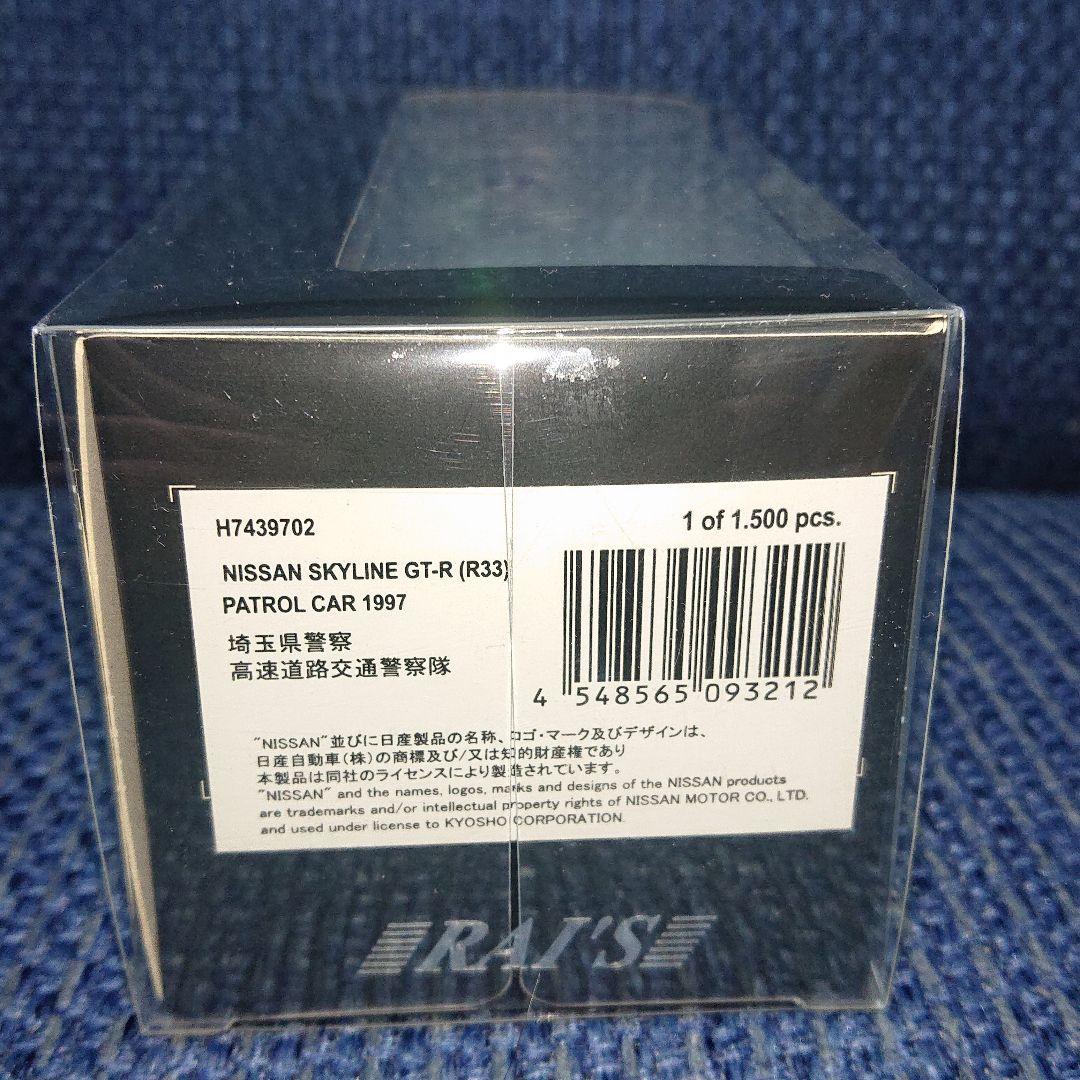 H7439702
1 of 1.500 pcs.
NISSAN SKYLINE GT-R (R33)
PATROL CAR 1997
埼玉県警察
高速道路交通警察隊
4 548565 093212
"NISSAN"並びに日産製品の名称、ロゴ・マーク及びデザインは、
日産自動車(株)の商標及び/又は知的財産権であり
本製品は同社のライセンスにより製造されています。
"NISSAN" and the names, logos, marks and designs of the NISSAN products
are trademarks and/or intellectual property rights of NISSAN MOTOR CO., LTD.
and used under license to KYOSHO CORPORATION.
RAI'S